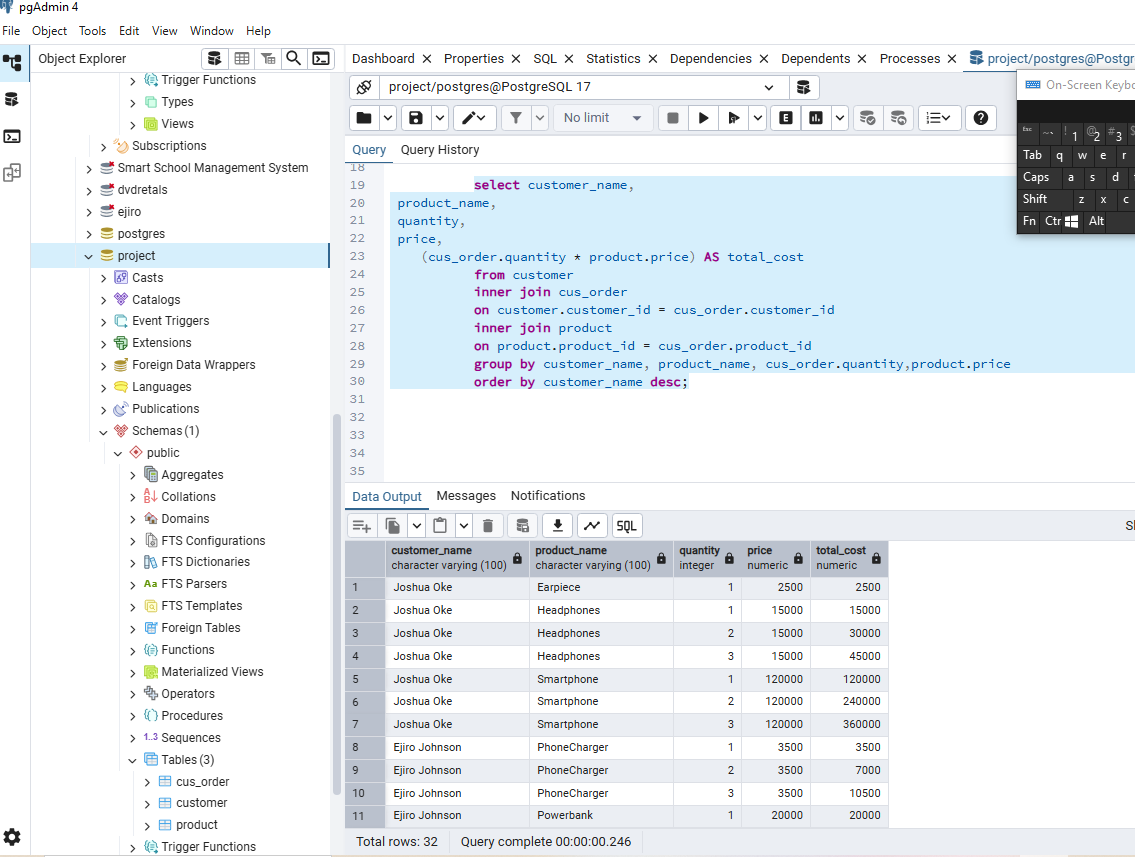 pgAdmin 4
File Object Tools Edit View Window Help
Object Explorer
Dashboard Properties SQL Statistics Dependencies Dependents Processes project/postgres@Postgr
Trigger Functions
Types
Views
Subscriptions
Smart School Management System
dvdretals
ejiro
postgres
project
Casts
Catalogs
Event Triggers
Extensions
Foreign Data Wrappers
Languages
Publications
Schemas (1)
public
Aggregates
Collations
Domains
FTS Configurations
FTS Dictionaries
Aa FTS Parsers
FTS Templates
Foreign Tables
Functions
Materialized Views
Operators
Procedures
1..3 Sequences
Tables (3)
cus_order
customer
product
Trigger Functions
project/postgres@PostgreSQL 17
No limit
E
Query Query History
18
19 select customer_name,
20 product_name,
21 quantity,
22 price,
23 (cus_order.quantity * product.price) AS total_cost
24 from customer
25 inner join cus_order
26 on customer.customer_id = cus_order.customer_id
27 inner join product
28 on product.product_id = cus_order.product_id
29 group by customer_name, product_name, cus_order.quantity,product.price
30 order by customer_name desc;
31
32
33
34
35
On-Screen Keybo
Esc ~ ` ! 1 @ 2 # 3 $
Tab q w e r
Caps a s d
Shift z x c
Fn Ctr Alt
Data Output Messages Notifications
SQL
customer_name product_name quantity price total_cost
character varying (100) character varying (100) integer numeric numeric
1 Joshua Oke Earpiece 1 2500 2500
2 Joshua Oke Headphones 1 15000 15000
3 Joshua Oke Headphones 2 15000 30000
4 Joshua Oke Headphones 3 15000 45000
5 Joshua Oke Smartphone 1 120000 120000
6 Joshua Oke Smartphone 2 120000 240000
7 Joshua Oke Smartphone 3 120000 360000
8 Ejiro Johnson PhoneCharger 1 3500 3500
9 Ejiro Johnson PhoneCharger 2 3500 7000
10 Ejiro Johnson PhoneCharger 3 3500 10500
11 Ejiro Johnson Powerbank 1 20000 20000
Total rows: 32 Query complete 00:00:00.246